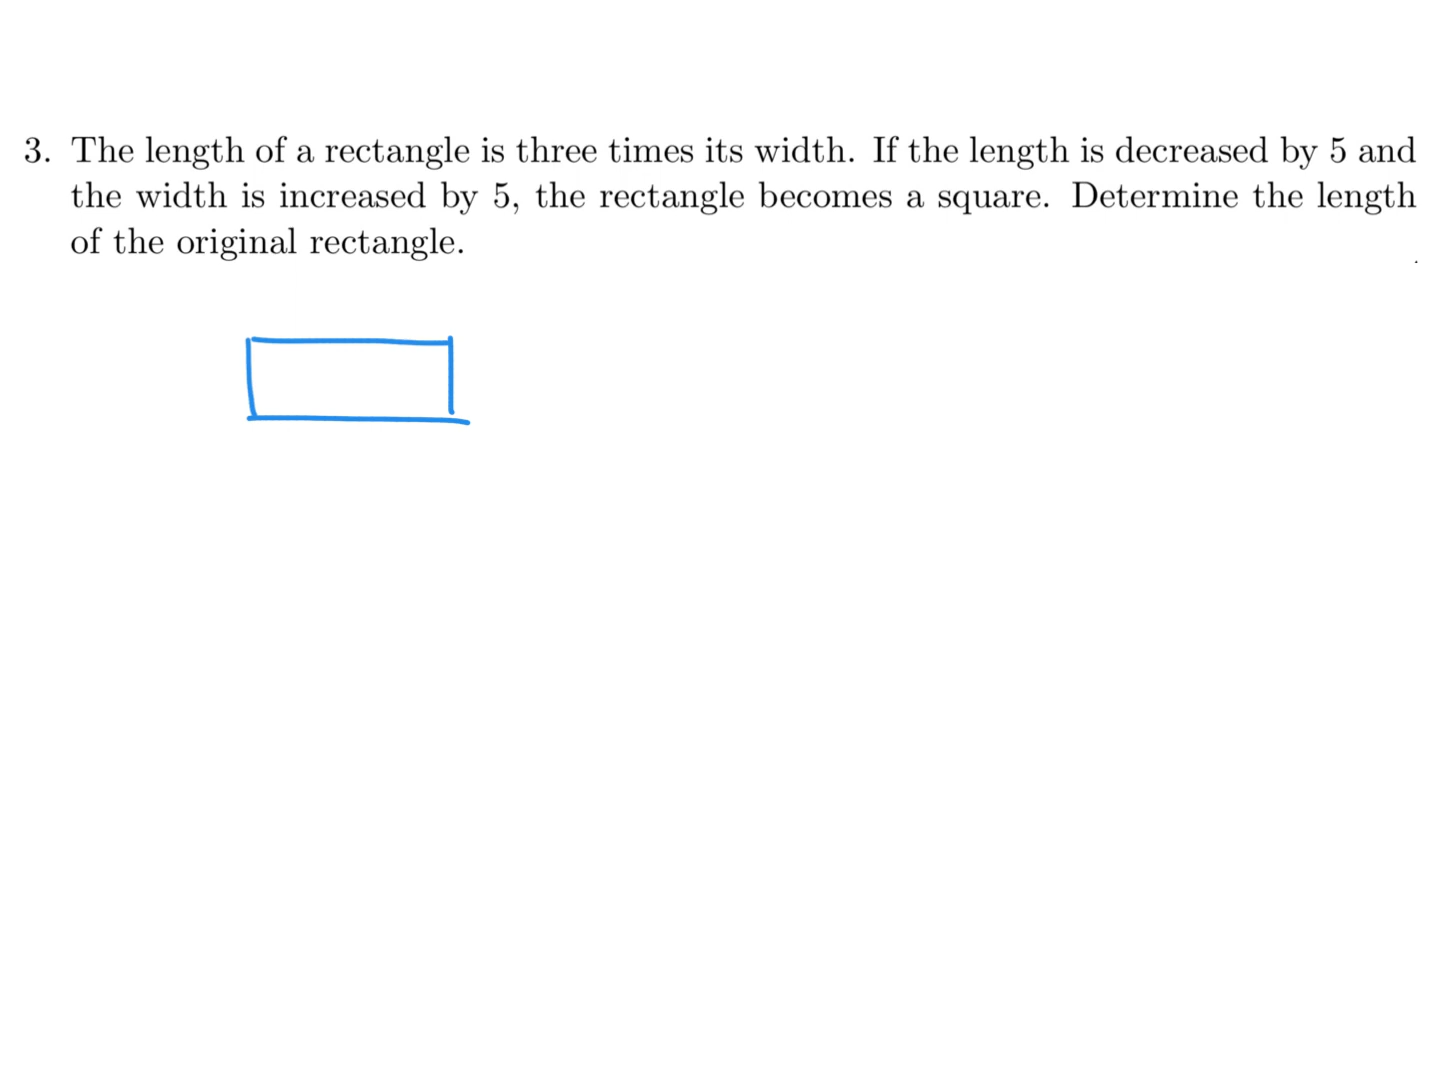 3. The length of a rectangle is three times its width. If the length is decreased by 5 and
the width is increased by 5, the rectangle becomes a square. Determine the length
of the original rectangle.